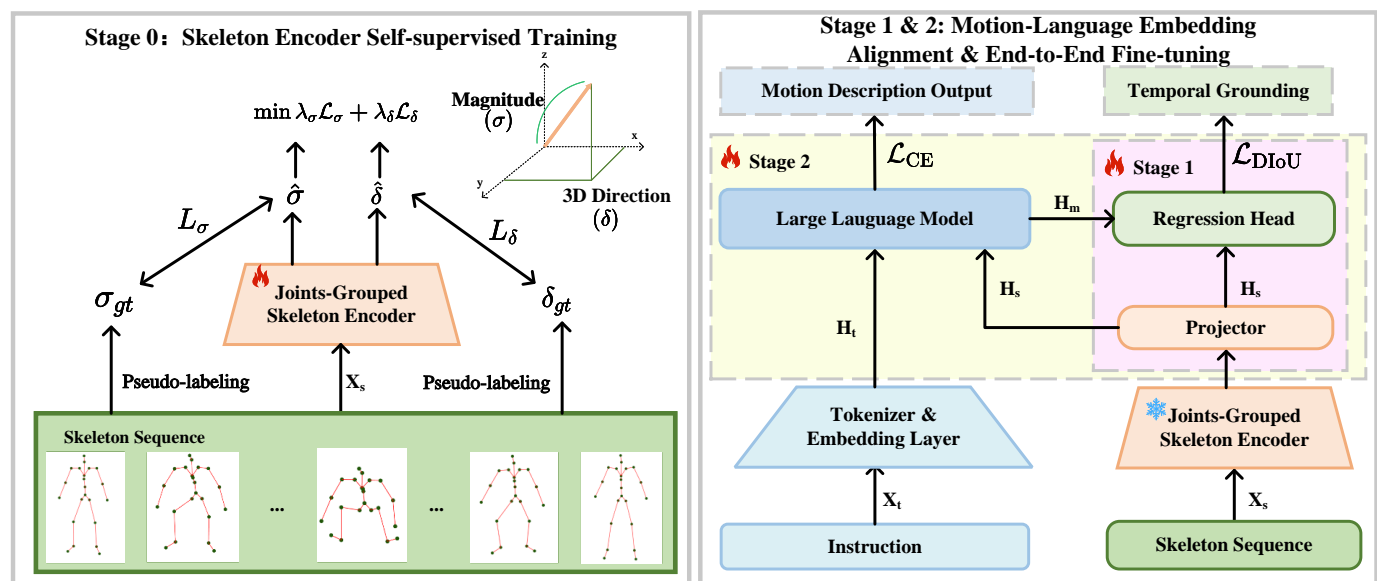 Stage 0：Skeleton Encoder Self-supervised Training
z
Magnitude
(σ)
x
y
3D Direction
(δ)
min λσℒσ + λδℒδ
σ̂
δ̂
Lσ
Lδ
σgt
δgt
Joints-Grouped
Skeleton Encoder
Pseudo-labeling
Xs
Pseudo-labeling
Skeleton Sequence
...
...
Stage 1 & 2: Motion-Language Embedding
Alignment & End-to-End Fine-tuning
Motion Description Output
Temporal Grounding
Stage 2
ℒCE
Stage 1
ℒDIoU
Large Lauguage Model
Hm
Regression Head
Hs
Hs
Ht
Projector
Tokenizer &
Embedding Layer
Joints-Grouped
Skeleton Encoder
Xt
Xs
Instruction
Skeleton Sequence